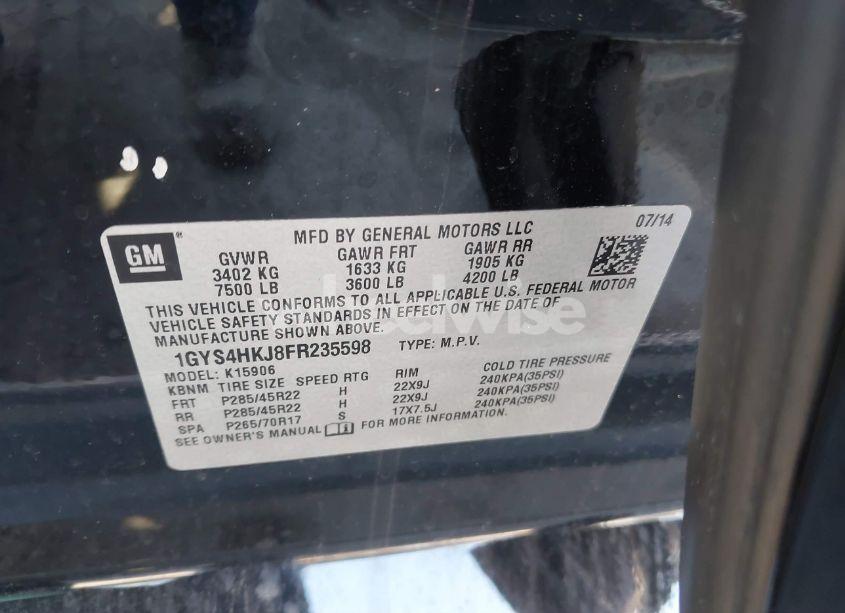 GM
MFD BY GENERAL MOTORS LLC
07/14
GVWR GAWR FRT GAWR RR
3402 KG 1633 KG 1905 KG
7500 LB 3600 LB 4200 LB
THIS VEHICLE CONFORMS TO ALL APPLICABLE U.S. FEDERAL MOTOR
VEHICLE SAFETY STANDARDS IN EFFECT ON THE DATE OF
MANUFACTURE SHOWN ABOVE.
1GYS4HKJ8FR235598 TYPE: M.P.V.
MODEL: K15906
KBNM TIRE SIZE SPEED RTG RIM COLD TIRE PRESSURE
FRT P285/45R22 H 22X9J 240KPA(35PSI)
RR P285/45R22 H 22X9J 240KPA(35PSI)
SPA P265/70R17 S 17X7.5J 240KPA(35PSI)
SEE OWNER'S MANUAL FOR MORE INFORMATION.